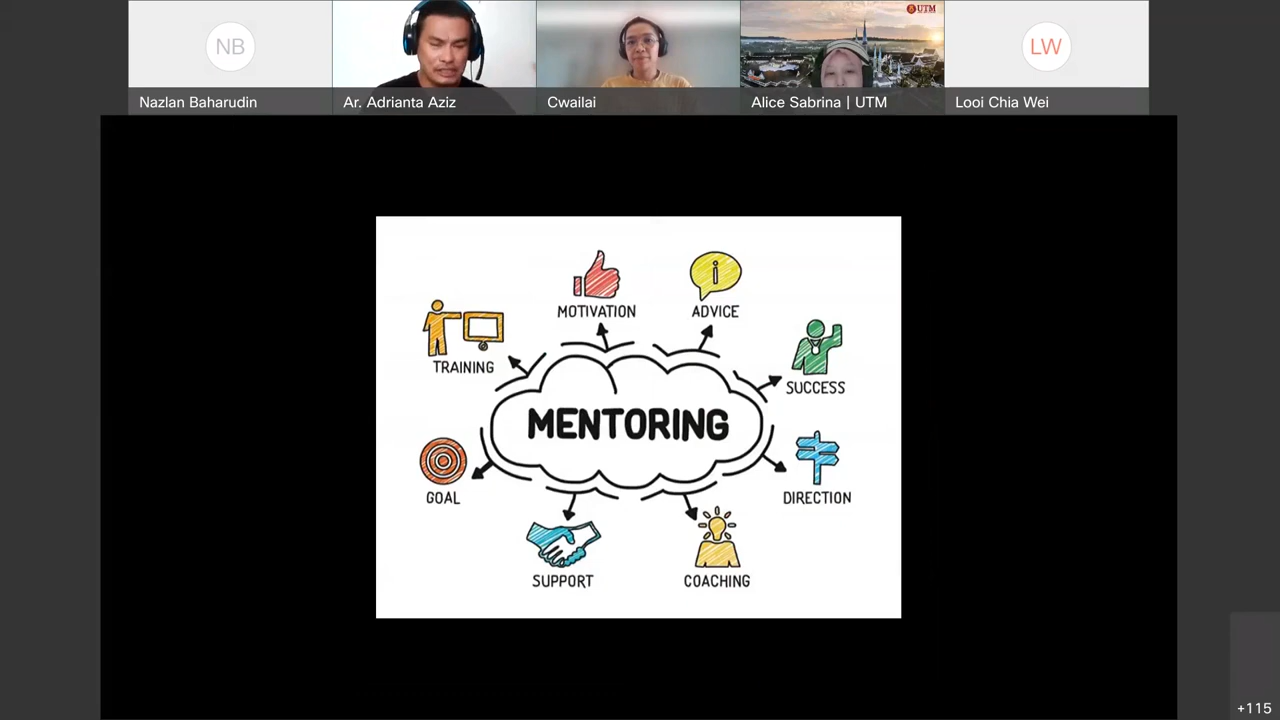 UTM
NB
LW
Nazlan Baharudin
Ar. Adrianta Aziz
Cwailai
Alice Sabrina | UTM
Looi Chia Wei
MOTIVATION
ADVICE
TRAINING
SUCCESS
MENTORING
GOAL
DIRECTION
SUPPORT
COACHING
+115